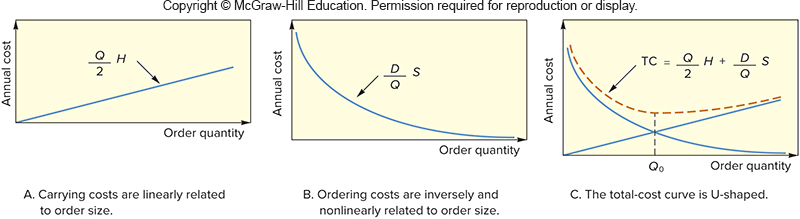 Copyright © McGraw-Hill Education. Permission required for reproduction or display.
Annual cost
Q/2 H
Order quantity
A. Carrying costs are linearly related
to order size.
Annual cost
D/Q S
Order quantity
B. Ordering costs are inversely and
nonlinearly related to order size.
Annual cost
TC = Q/2 H + D/Q S
Q₀
Order quantity
C. The total-cost curve is U-shaped.